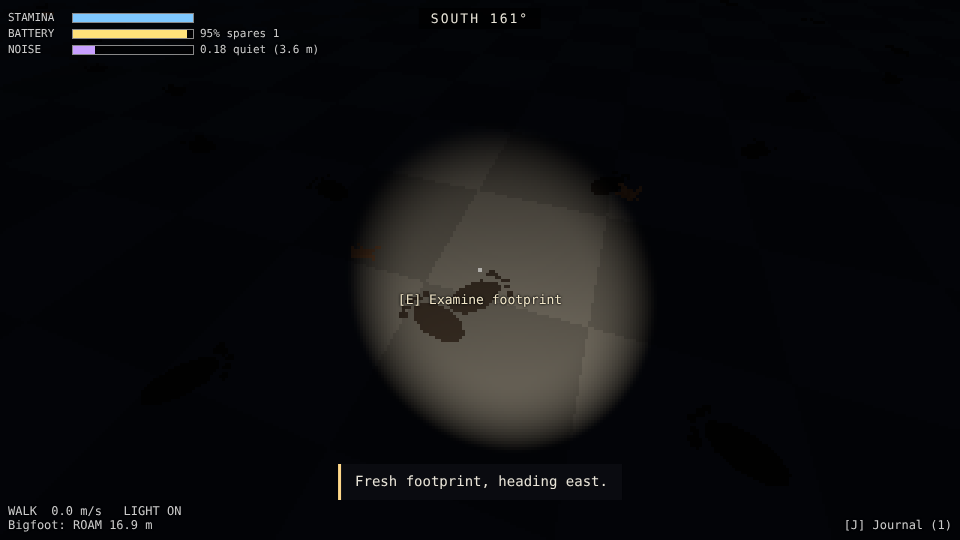 STAMINA
SOUTH 161°
BATTERY 95% spares 1
NOISE 0.18 quiet (3.6 m)
[E] Examine footprint
Fresh footprint, heading east.
WALK 0.0 m/s LIGHT ON
Bigfoot: ROAM 16.9 m
[J] Journal (1)